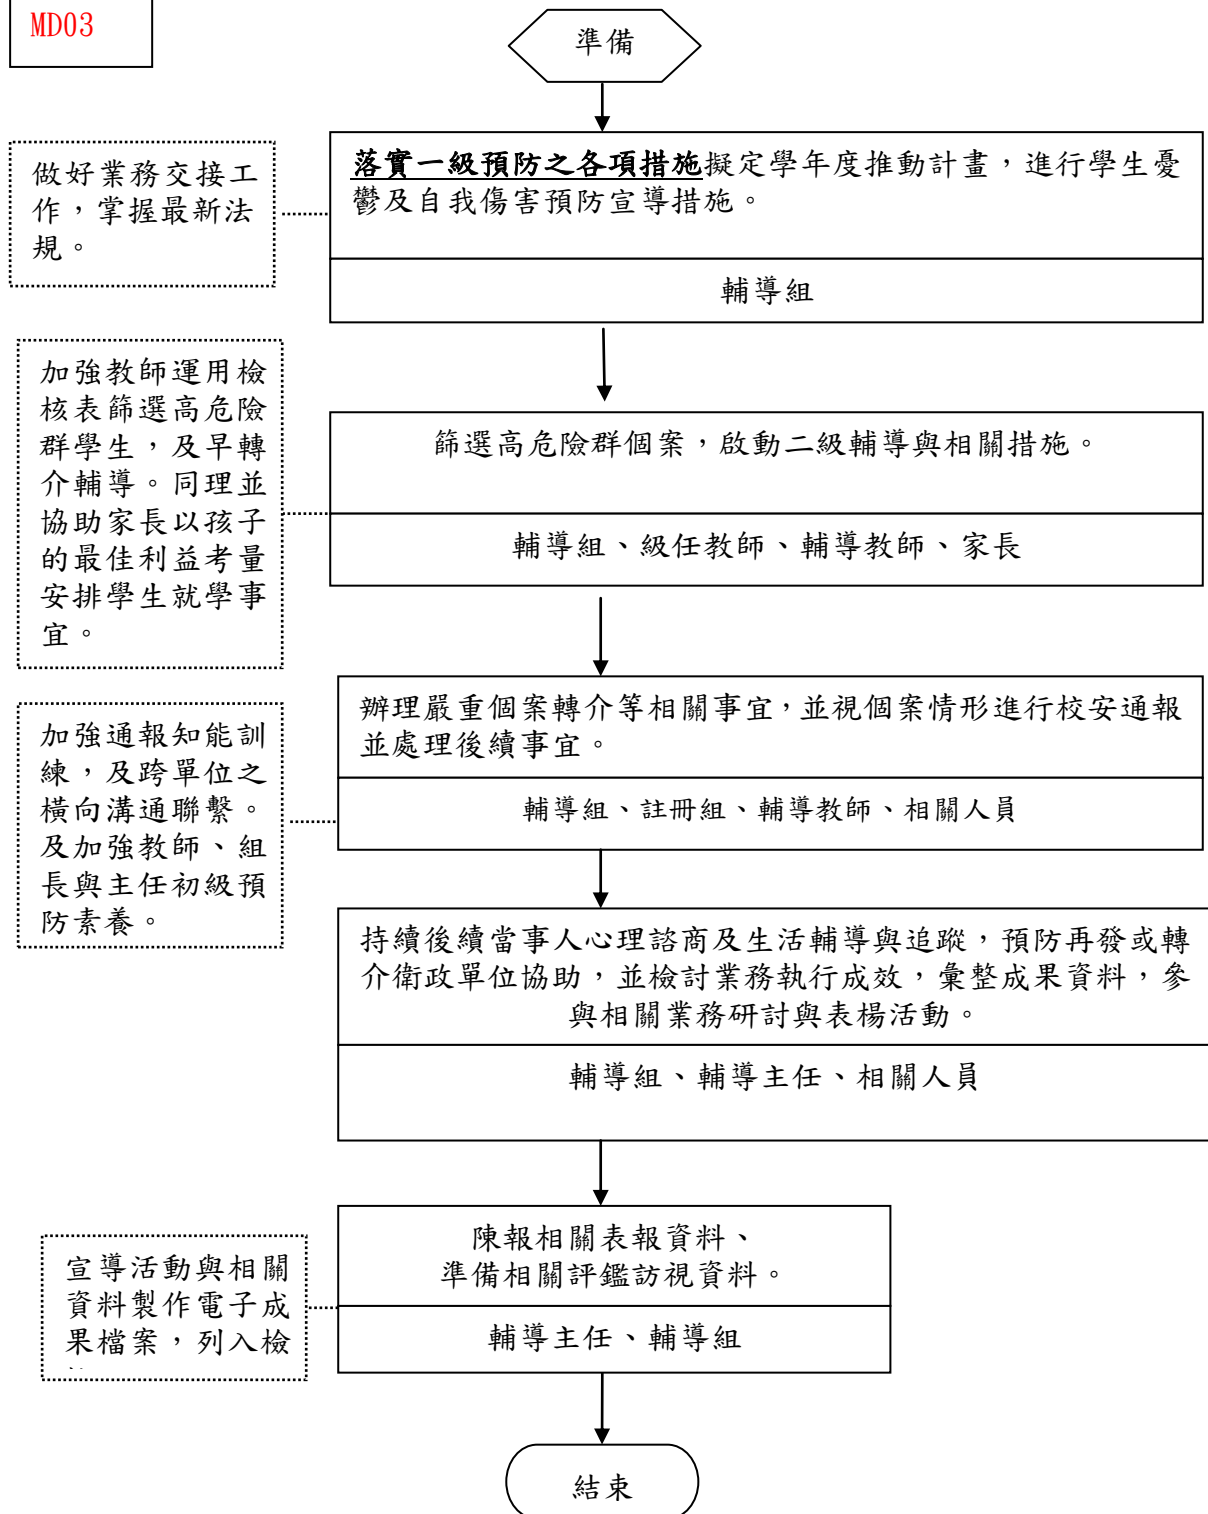 MD03
準備
做好業務交接工
作，掌握最新法
規。
落實一級預防之各項措施擬定學年度推動計畫，進行學生憂
鬱及自我傷害預防宣導措施。
輔導組
加強教師運用檢
核表篩選高危險
群學生，及早轉
介輔導。同理並
協助家長以孩子
的最佳利益考量
安排學生就學事
宜。
篩選高危險群個案，啟動二級輔導與相關措施。
輔導組、級任教師、輔導教師、家長
加強通報知能訓
練，及跨單位之
橫向溝通聯繫。
及加強教師、組
長與主任初級預
防素養。
辦理嚴重個案轉介等相關事宜，並視個案情形進行校安通報
並處理後續事宜。
輔導組、註冊組、輔導教師、相關人員
持續後續當事人心理諮商及生活輔導與追蹤，預防再發或轉
介衛政單位協助，並檢討業務執行成效，彙整成果資料，參
與相關業務研討與表楊活動。
輔導組、輔導主任、相關人員
宣導活動與相關
資料製作電子成
果檔案，列入檢
陳報相關表報資料、
準備相關評鑑訪視資料。
輔導主任、輔導組
結束